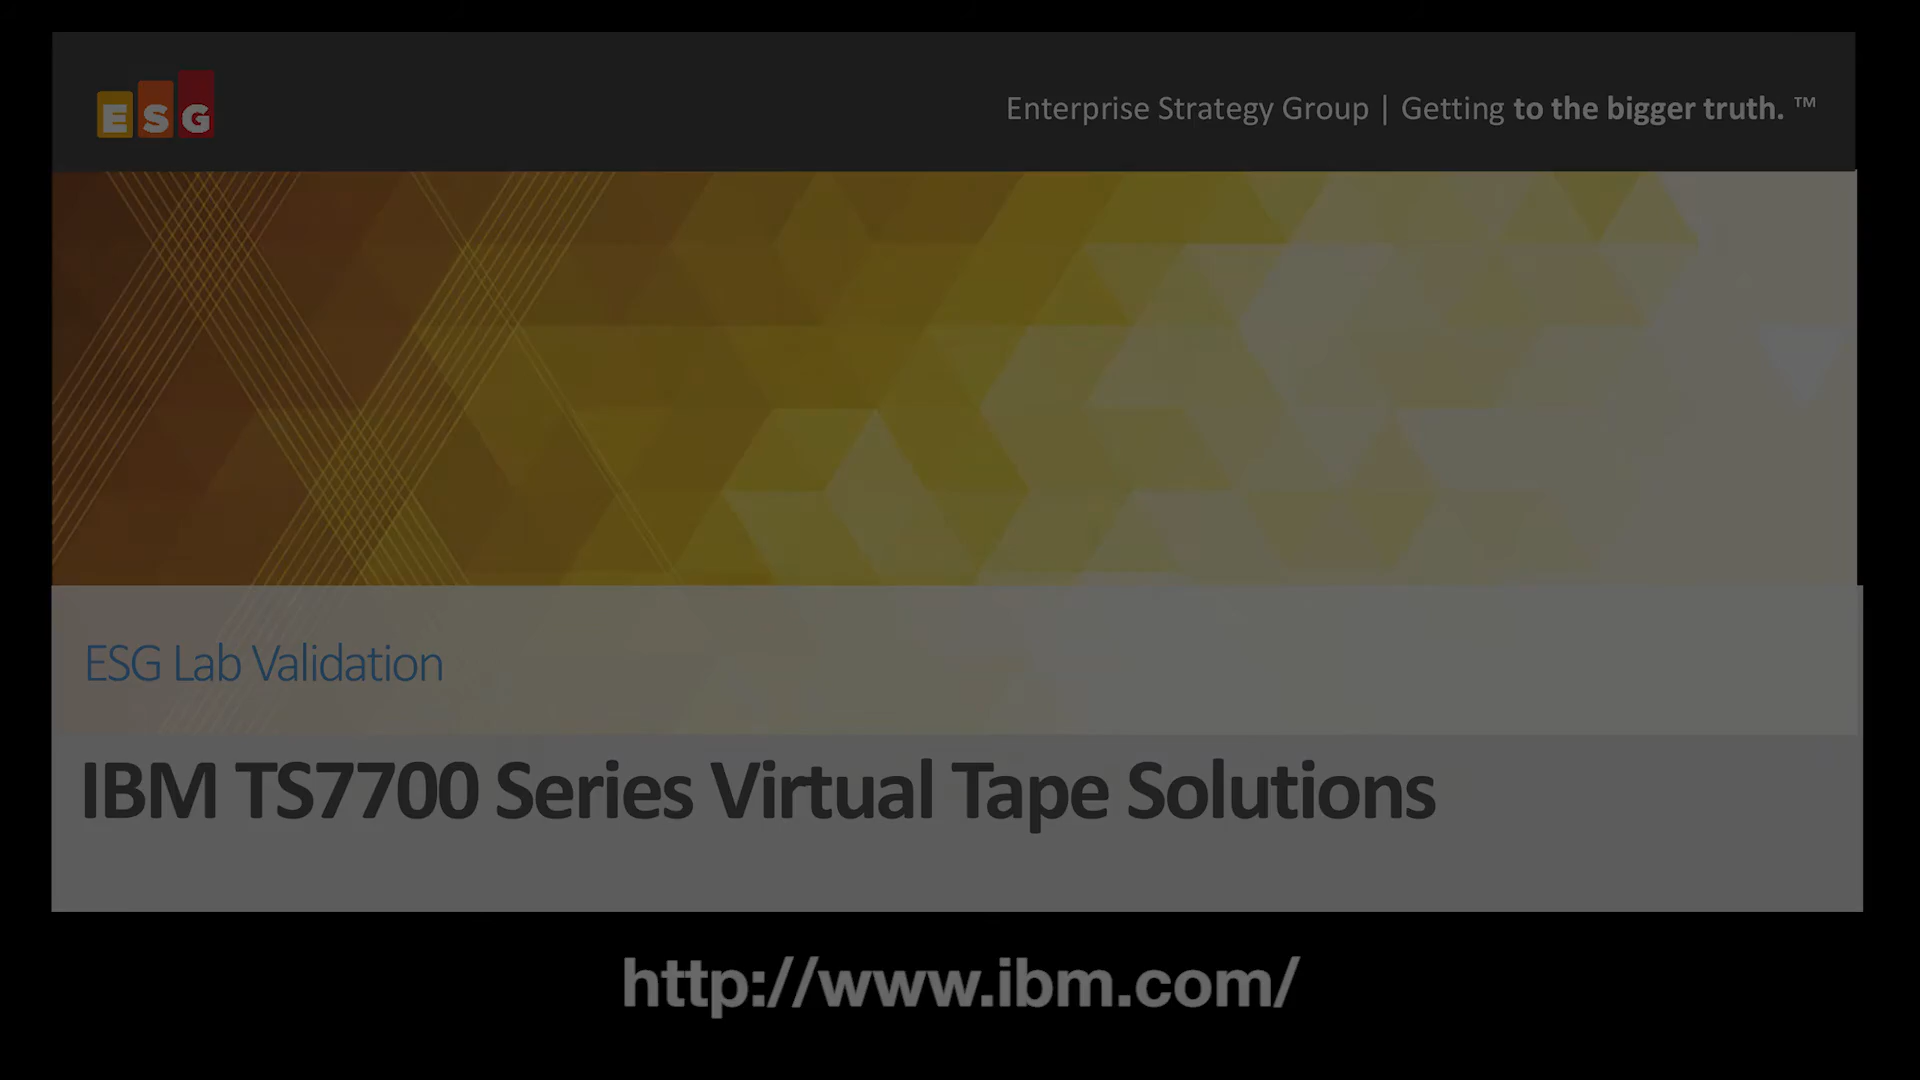 ESG
Enterprise Strategy Group | Getting to the bigger truth. ™
ESG Lab Validation
IBM TS7700 Series Virtual Tape Solutions
http://www.ibm.com/